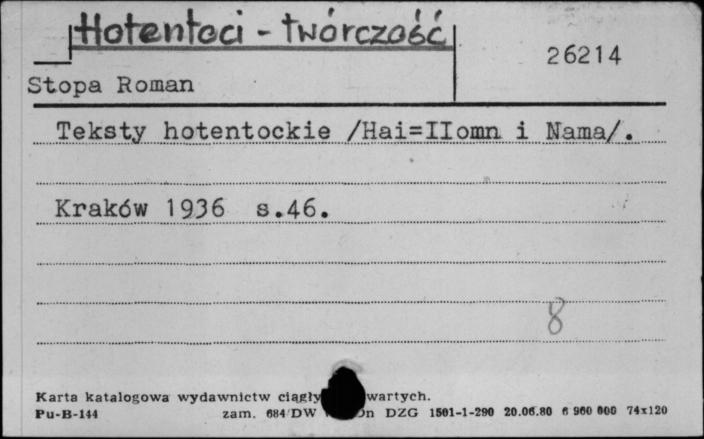 Hotentoci - twórczość
26214
Stopa Roman
Teksty hotentockie /Hai=IIomn i Nama/.
Kraków 1936 s.46.
8
Karta katalogowa wydawnictw ciągły wartych.
Pu-B-144 zam. 684/DW DZG 1501-1-290 20.06.80 6 960 000 74x120